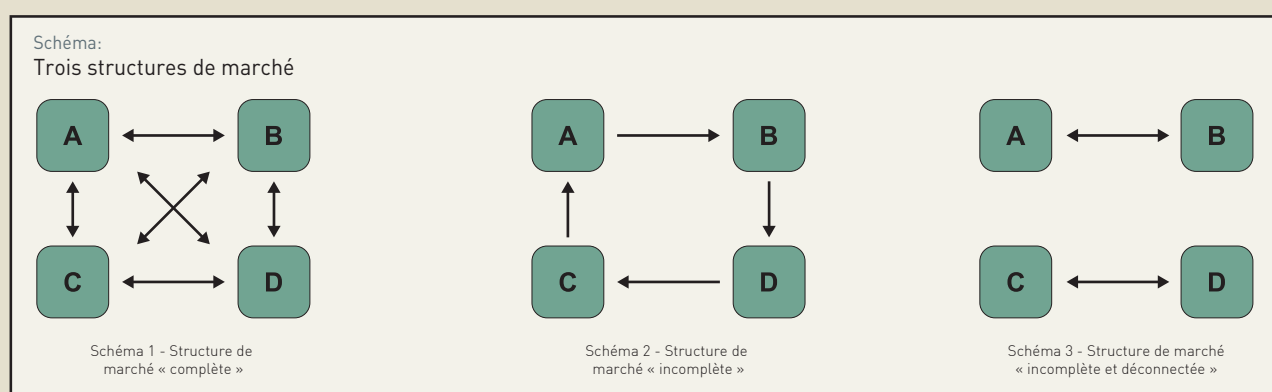 Schéma:
Trois structures de marché
A
B
C
D
Schéma 1 - Structure de
marché « complète »
A
B
C
D
Schéma 2 - Structure de
marché « incomplète »
A
B
C
D
Schéma 3 - Structure de marché
« incomplète et déconnectée »